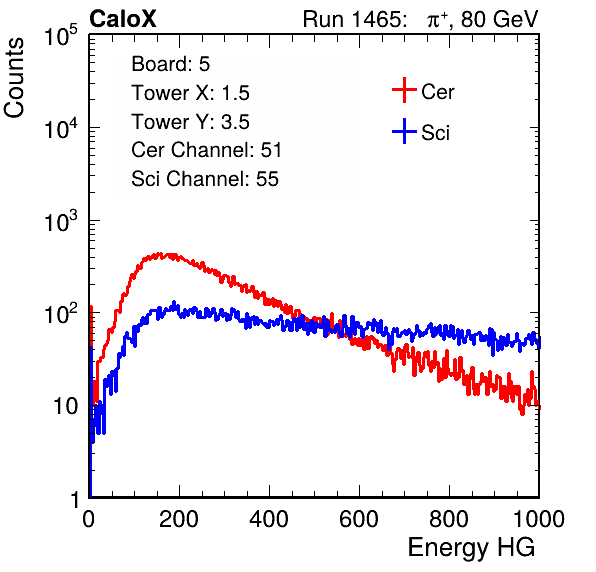 CaloX Run 1465: π⁺, 80 GeV
Counts
10⁵
10⁴
10³
10²
10
1
Board: 5
Tower X: 1.5
Tower Y: 3.5
Cer Channel: 51
Sci Channel: 55
Cer
Sci
0 200 400 600 800 1000
Energy HG